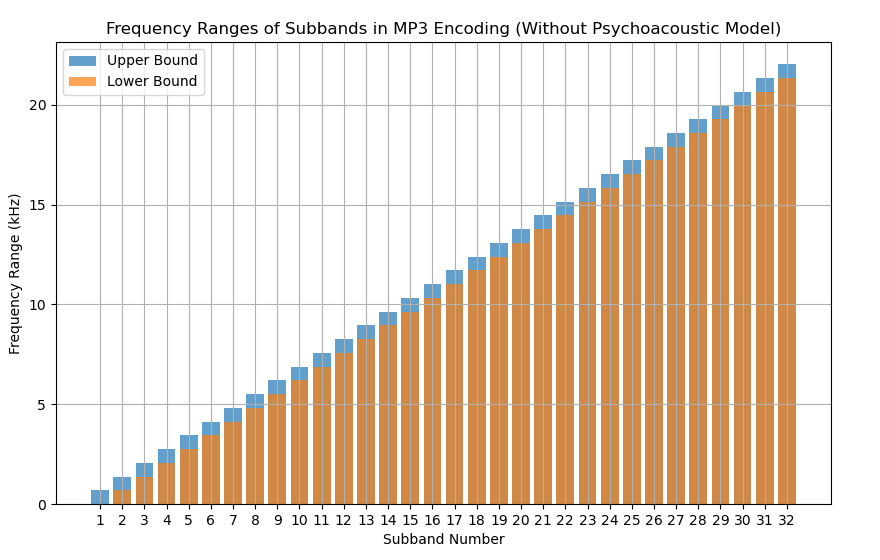 Frequency Ranges of Subbands in MP3 Encoding (Without Psychoacoustic Model)
Upper Bound
Lower Bound
Frequency Range (kHz)
20
15
10
5
0
1 2 3 4 5 6 7 8 9 10 11 12 13 14 15 16 17 18 19 20 21 22 23 24 25 26 27 28 29 30 31 32
Subband Number